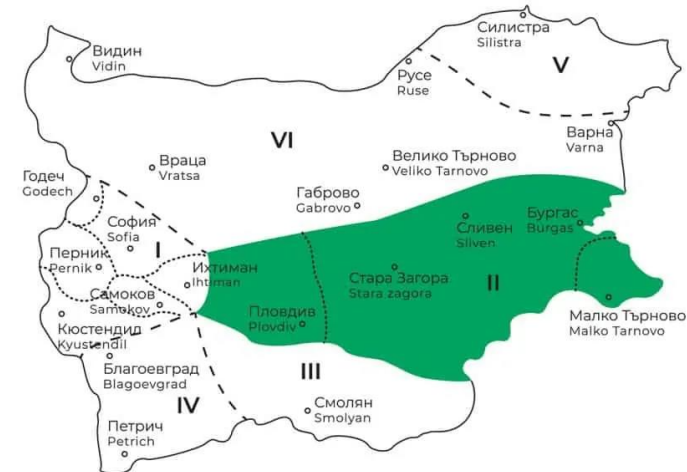 Силистра
Silistra
Видин
Vidin
V
Русе
Ruse
VI
Варна
Varna
Враца
Vratsa
Велико Търново
Veliko Tarnovo
Годеч
Godech
Габрово
Gabrovo
София
Sofia
I
Сливен
Sliven
Бургас
Burgas
Перник
Pernik
Ихтиман
Ihtiman
Стара Загора
Stara zagora
II
Самоков
Samokov
Пловдив
Plovdiv
Малко Търново
Malko Tarnovo
Кюстендил
Kyustendil
Благоевград
Blagoevgrad
III
IV
Смолян
Smolyan
Петрич
Petrich